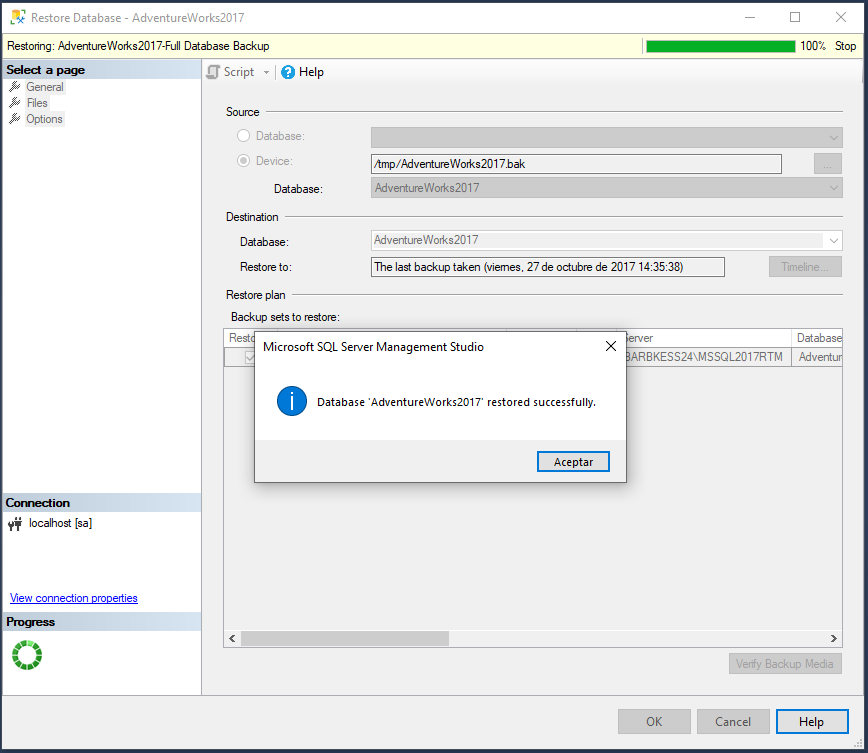 Restore Database - AdventureWorks2017
Restoring: AdventureWorks2017-Full Database Backup
100% Stop
Select a page
General
Files
Options
Script
Help
Source
Database:
Device:
/tmp/AdventureWorks2017.bak
...
Database:
AdventureWorks2017
Destination
Database:
AdventureWorks2017
Restore to:
The last backup taken (viernes, 27 de octubre de 2017 14:35:38)
Timeline...
Restore plan
Backup sets to restore:
Database
BARBKESS24\MSSQL2017RTM
Microsoft SQL Server Management Studio
Database 'AdventureWorks2017' restored successfully.
Aceptar
Connection
localhost [sa]
View connection properties
Progress
Verify Backup Media
OK
Cancel
Help